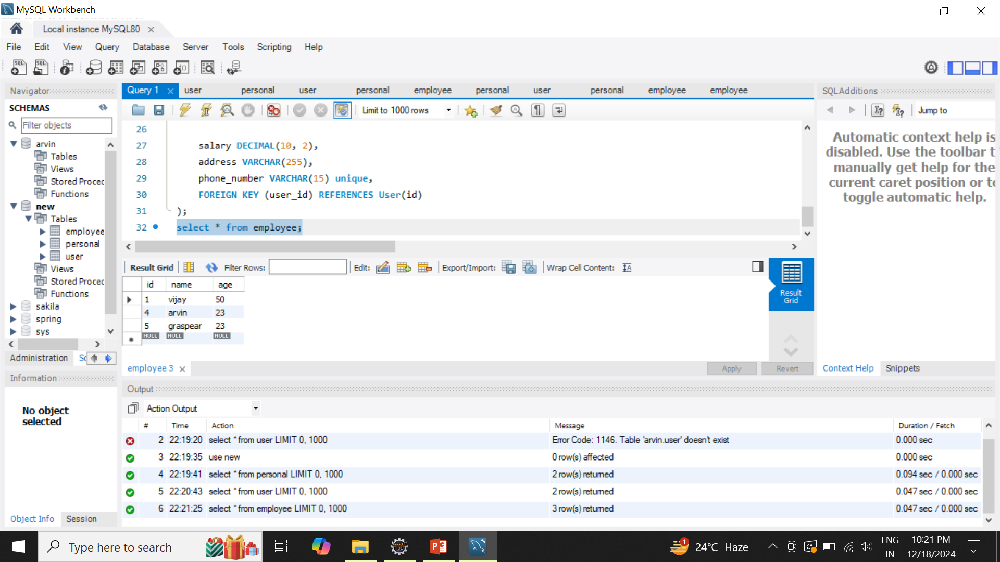 MySQL Workbench
Local instance MySQL80
File Edit View Query Database Server Tools Scripting Help
Navigator
SCHEMAS
Filter objects
arvin
Tables
Views
Stored Proced
Functions
new
Tables
employee
personal
user
Views
Stored Proced
Functions
sakila
spring
sys
Administration Sc
Information
No object
selected
Object Info Session
Query 1 user personal user personal employee personal user personal employee employee
Limit to 1000 rows
26
27 salary DECIMAL(10, 2),
28 address VARCHAR(255),
29 phone_number VARCHAR(15) unique,
30 FOREIGN KEY (user_id) REFERENCES User(id)
31 );
32 select * from employee;
Result Grid Filter Rows: Edit: Export/Import: Wrap Cell Content:
id name age
1 vijay 50
4 arvin 23
5 graspear 23
NULL NULL NULL
Result
Grid
employee 3 Apply Revert
SQLAdditions
Jump to
Automatic context help is
disabled. Use the toolbar t
manually get help for the
current caret position or to
toggle automatic help.
Context Help Snippets
Output
Action Output
# Time Action Message Duration / Fetch
2 22:19:20 select * from user LIMIT 0, 1000 Error Code: 1146. Table 'arvin.user' doesn't exist 0.000 sec
3 22:19:35 use new 0 row(s) affected 0.000 sec
4 22:19:41 select * from personal LIMIT 0, 1000 2 row(s) returned 0.094 sec / 0.000 sec
5 22:20:43 select * from user LIMIT 0, 1000 2 row(s) returned 0.047 sec / 0.000 sec
6 22:21:25 select * from employee LIMIT 0, 1000 3 row(s) returned 0.047 sec / 0.000 sec
Type here to search
1
24°C Haze
ENG
IN
10:21 PM
12/18/2024